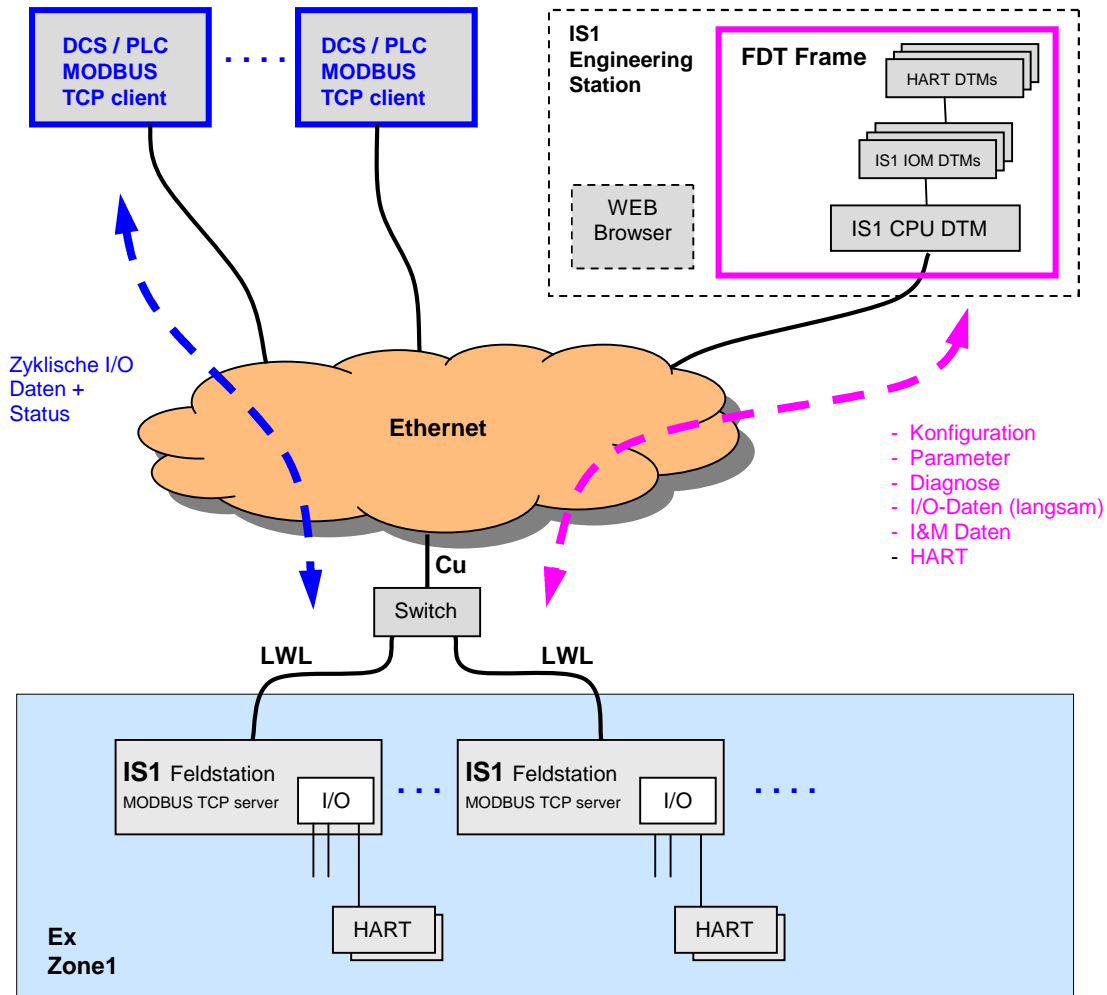 DCS / PLC
MODBUS
TCP client
. . . .
DCS / PLC
MODBUS
TCP client
IS1
Engineering
Station
FDT Frame
HART DTMs
IS1 IOM DTMs
IS1 CPU DTM
WEB
Browser
Zyklische I/O
Daten +
Status
Ethernet
- Konfiguration
- Parameter
- Diagnose
- I/O-Daten (langsam)
- I&M Daten
- HART
Cu
Switch
LWL
LWL
IS1 Feldstation
MODBUS TCP server
I/O
. . .
IS1 Feldstation
MODBUS TCP server
I/O
. . . .
HART
HART
Ex
Zone1